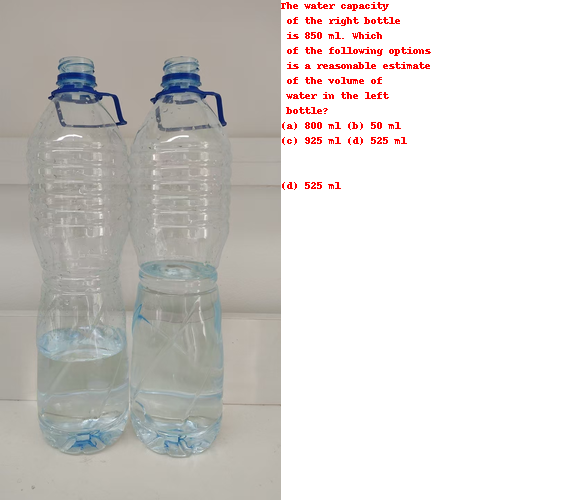 The water capacity
of the right bottle
is 850 ml. Which
of the following options
is a reasonable estimate
of the volume of
water in the left
bottle?
(a) 800 ml (b) 50 ml
(c) 925 ml (d) 525 ml
(d) 525 ml